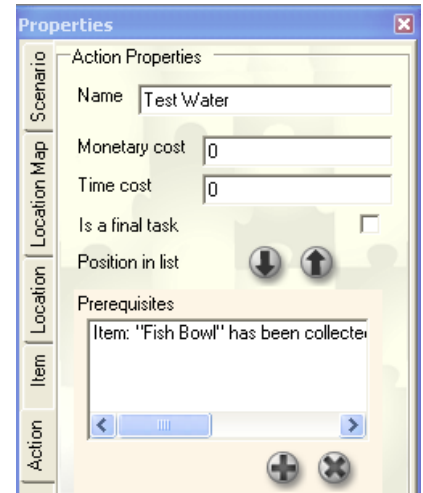 Properties
Scenario
Location Map
Location
Item
Action
Action Properties
Name Test Water
Monetary cost 0
Time cost 0
Is a final task
Position in list
Prerequisites
Item: "Fish Bowl" has been collected